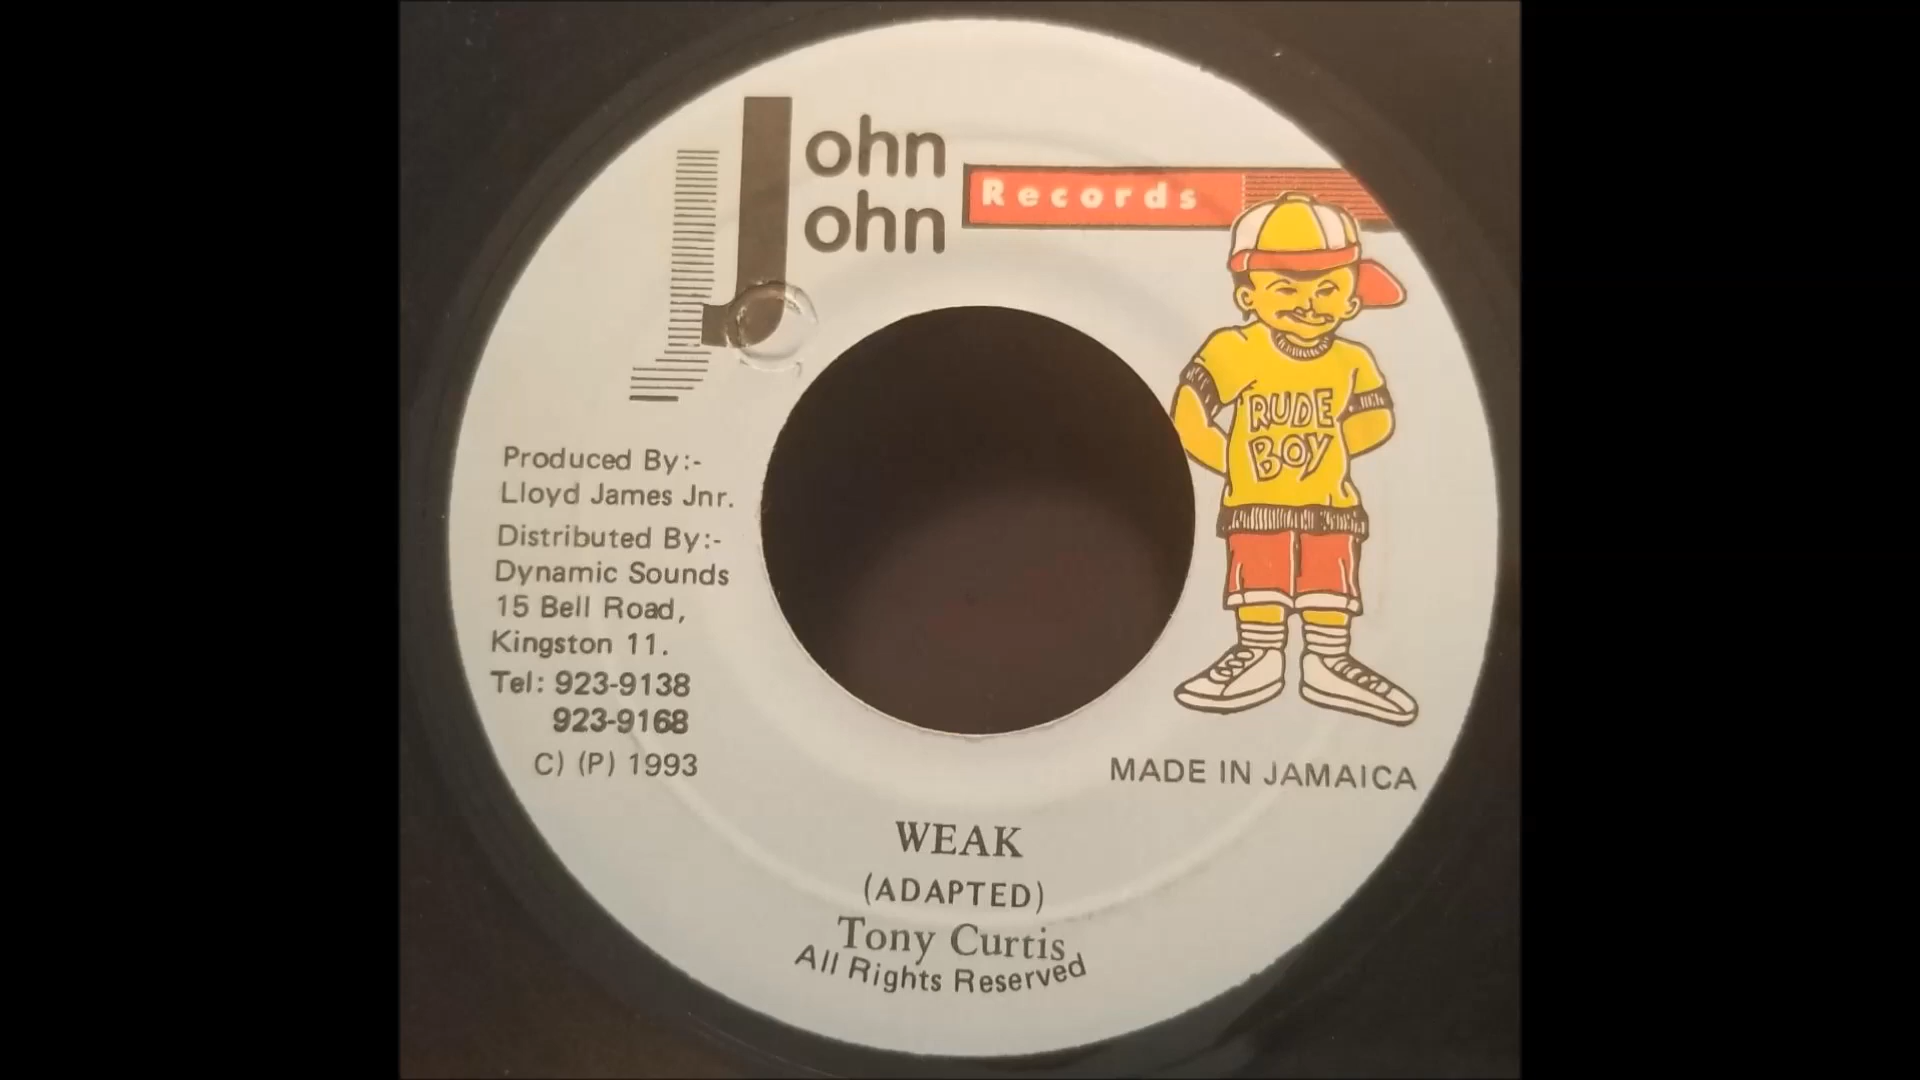 John
John
Records
RUDE
BOY
Produced By:-
Lloyd James Jnr.
Distributed By:-
Dynamic Sounds
15 Bell Road,
Kingston 11.
Tel: 923-9138
923-9168
C) (P) 1993
MADE IN JAMAICA
WEAK
(ADAPTED)
Tony Curtis
All Rights Reserved